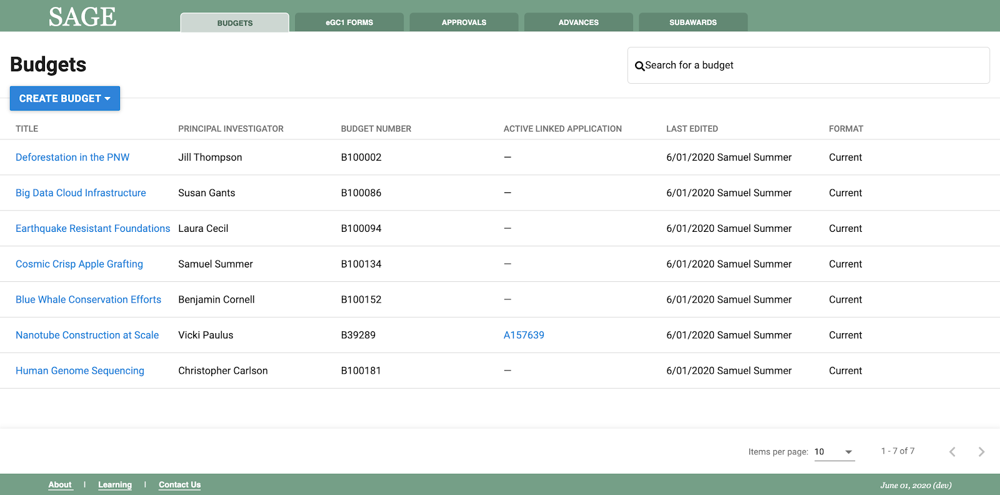 SAGE
BUDGETS eGC1 FORMS APPROVALS ADVANCES SUBAWARDS
Budgets
Search for a budget
CREATE BUDGET
TITLE PRINCIPAL INVESTIGATOR BUDGET NUMBER ACTIVE LINKED APPLICATION LAST EDITED FORMAT
Deforestation in the PNW Jill Thompson B100002 — 6/01/2020 Samuel Summer Current
Big Data Cloud Infrastructure Susan Gants B100086 — 6/01/2020 Samuel Summer Current
Earthquake Resistant Foundations Laura Cecil B100094 — 6/01/2020 Samuel Summer Current
Cosmic Crisp Apple Grafting Samuel Summer B100134 — 6/01/2020 Samuel Summer Current
Blue Whale Conservation Efforts Benjamin Cornell B100152 — 6/01/2020 Samuel Summer Current
Nanotube Construction at Scale Vicki Paulus B39289 A157639 6/01/2020 Samuel Summer Current
Human Genome Sequencing Christopher Carlson B100181 — 6/01/2020 Samuel Summer Current
Items per page: 10 1 - 7 of 7
About | Learning | Contact Us June 01, 2020 (dev)